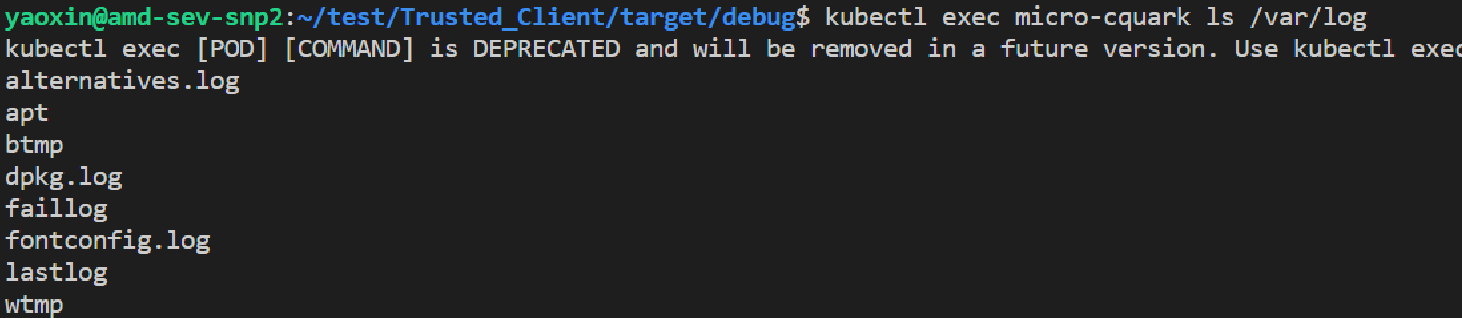 yaoxin@amd-sev-snp2:~/test/Trusted_Client/target/debug$ kubectl exec micro-cquark ls /var/log
kubectl exec [POD] [COMMAND] is DEPRECATED and will be removed in a future version. Use kubectl exec
alternatives.log
apt
btmp
dpkg.log
faillog
fontconfig.log
lastlog
wtmp